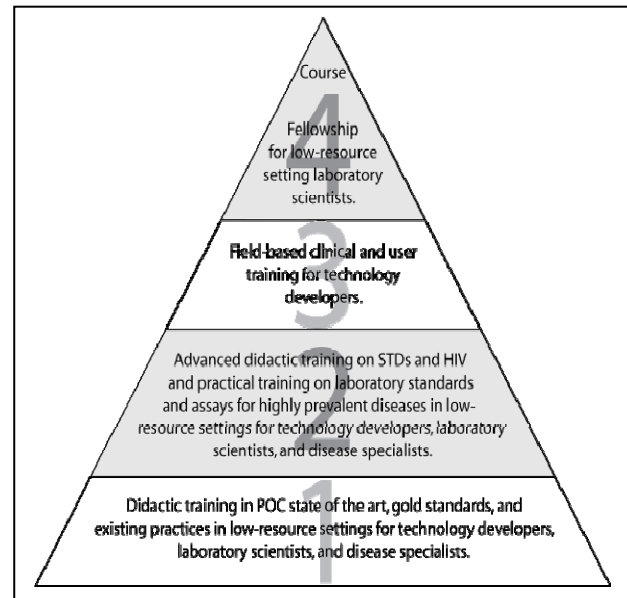 Course
4
Fellowship
for low-resource
setting laboratory
scientists.
3
Field-based clinical and user
training for technology
developers.
2
Advanced didactic training on STDs and HIV
and practical training on laboratory standards
and assays for highly prevalent diseases in low-
resource settings for technology developers, laboratory
scientists, and disease specialists.
1
Didactic training in POC state of the art, gold standards, and
existing practices in low-resource settings for technology developers,
laboratory scientists, and disease specialists.